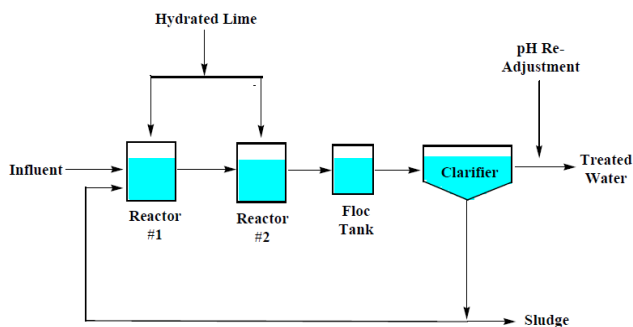 Hydrated Lime
pH Re-
Adjustment
Influent
Clarifier
Treated
Water
Reactor
#1
Reactor
#2
Floc
Tank
Sludge